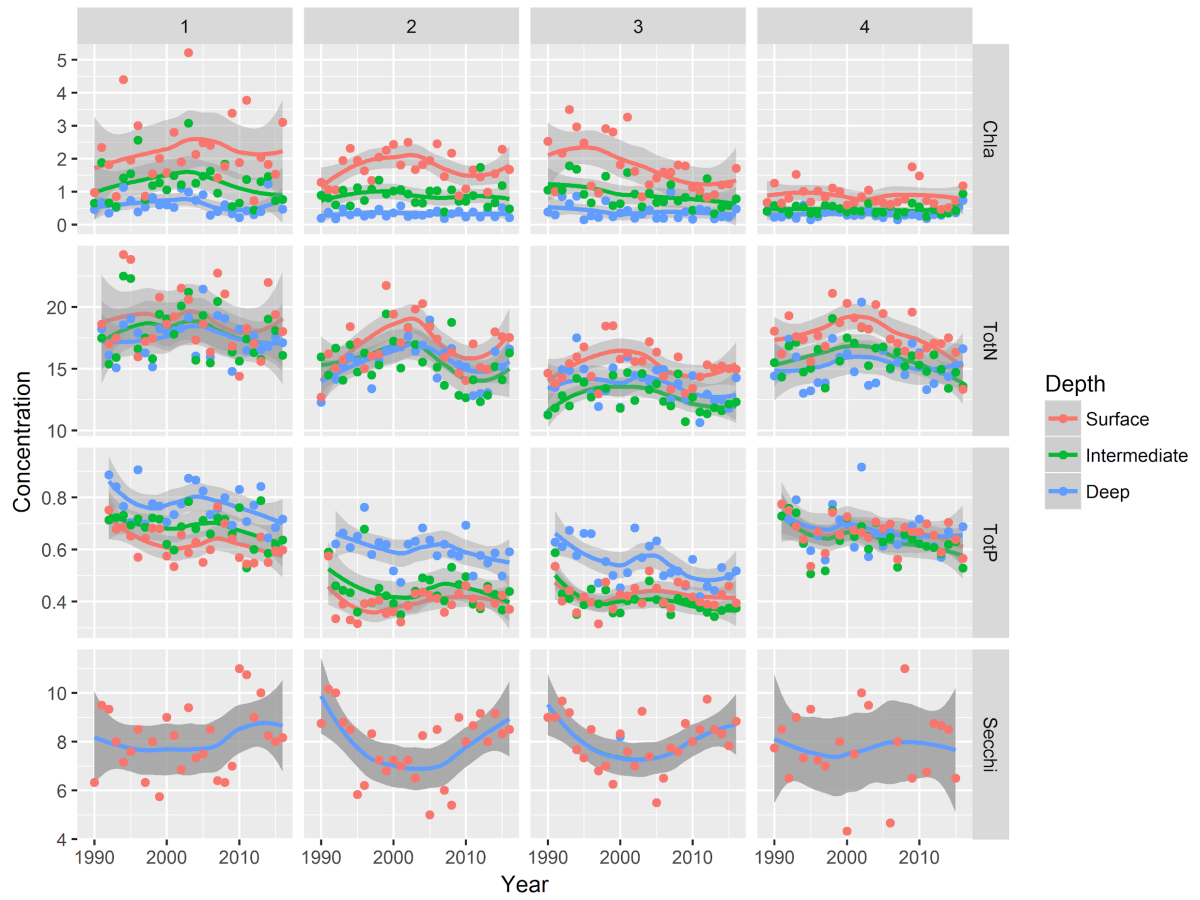 1 2 3 4
5
4
3
2
1
0
Chla
20
15
10
TotN
0.8
0.6
0.4
TotP
10
8
6
4
Secchi
1990 2000 2010 1990 2000 2010 1990 2000 2010 1990 2000 2010
Year
Concentration
Depth
Surface
Intermediate
Deep